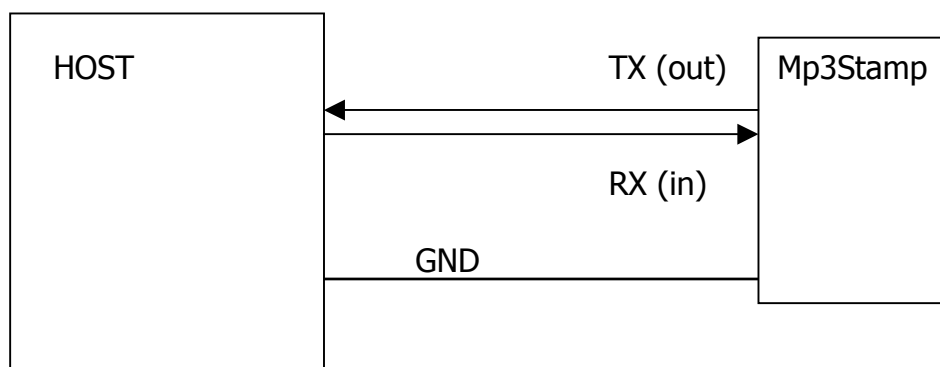 HOST
TX (out)
Mp3Stamp
RX (in)
GND